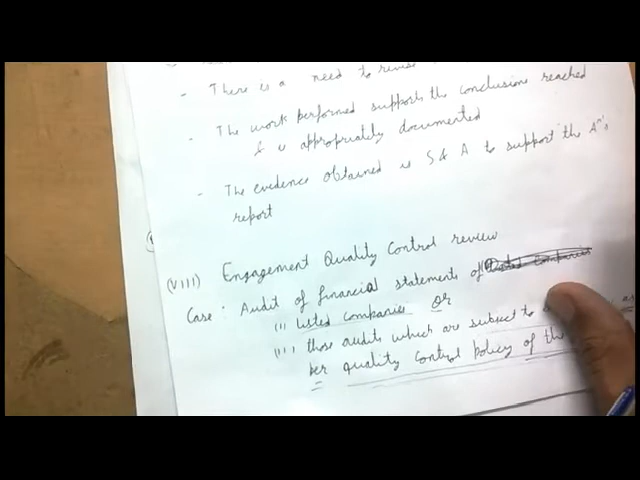 - There is a need to revise
- The work performed supports the conclusions reached
& is appropriately documented
- The evidence obtained is S & A to support the A"'s
report
(VIII) Engagement Quality Control review
Case: Audit of financial statements of
(i) listed companies or
(ii) those audits which are subject to as
per quality control policy of the